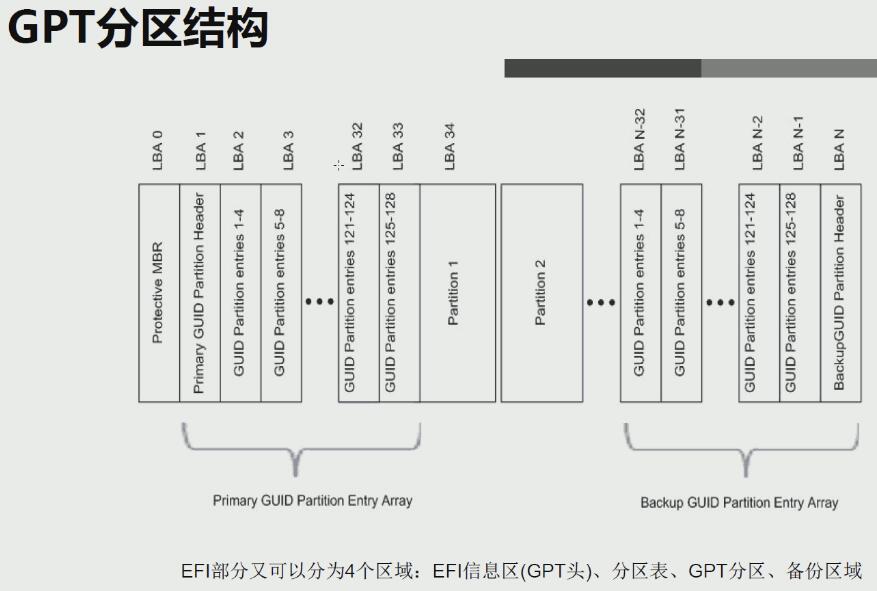 GPT分区结构
LBA 0
LBA 1
LBA 2
LBA 3
LBA 32
LBA 33
LBA 34
LBA N-32
LBA N-31
LBA N-2
LBA N-1
LBA N
Protective MBR
Primary GUID Partition Header
GUID Partition entries 1-4
GUID Partition entries 5-8
GUID Partition entries 121-124
GUID Partition entries 125-128
Partition 1
Partition 2
GUID Partition entries 1-4
GUID Partition entries 5-8
GUID Partition entries 121-124
GUID Partition entries 125-128
BackupGUID Partition Header
Primary GUID Partition Entry Array
Backup GUID Partition Entry Array
EFI部分又可以分为4个区域：EFI信息区(GPT头)、分区表、GPT分区、备份区域